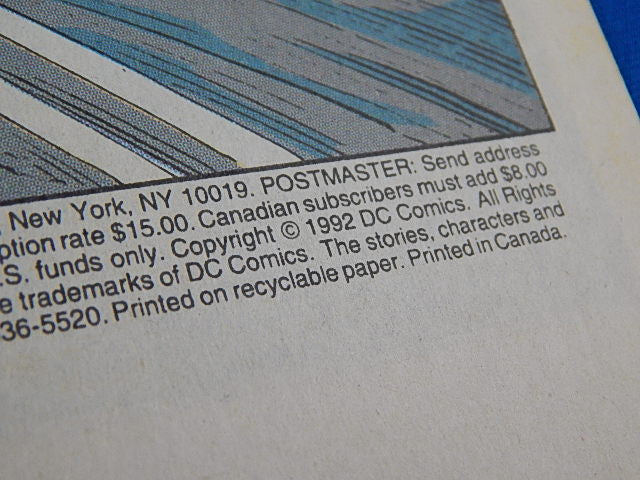 New York, NY 10019. POSTMASTER: Send address
ption rate $15.00. Canadian subscribers must add $8.00
.S. funds only. Copyright © 1992 DC Comics. All Rights
e trademarks of DC Comics. The stories, characters and
36-5520. Printed on recyclable paper. Printed in Canada.